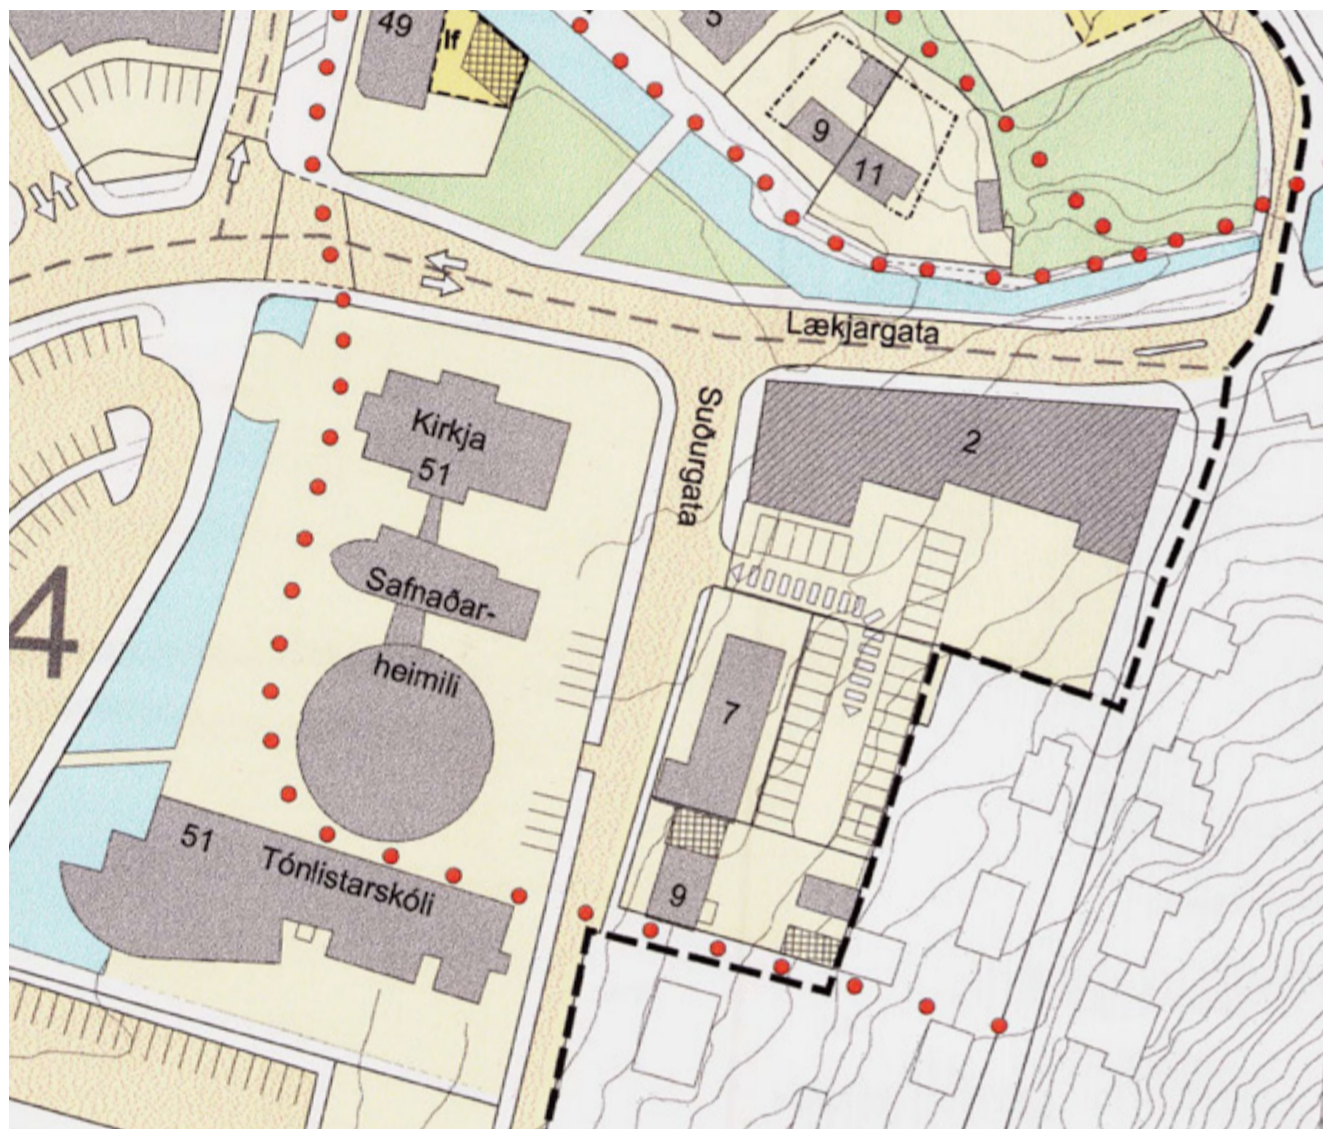 49
lf
5
9
11
Lækjargata
Suðurgata
Kirkja
51
2
Safnaðar-
heimili
4
7
51
Tónlistarskóli
9